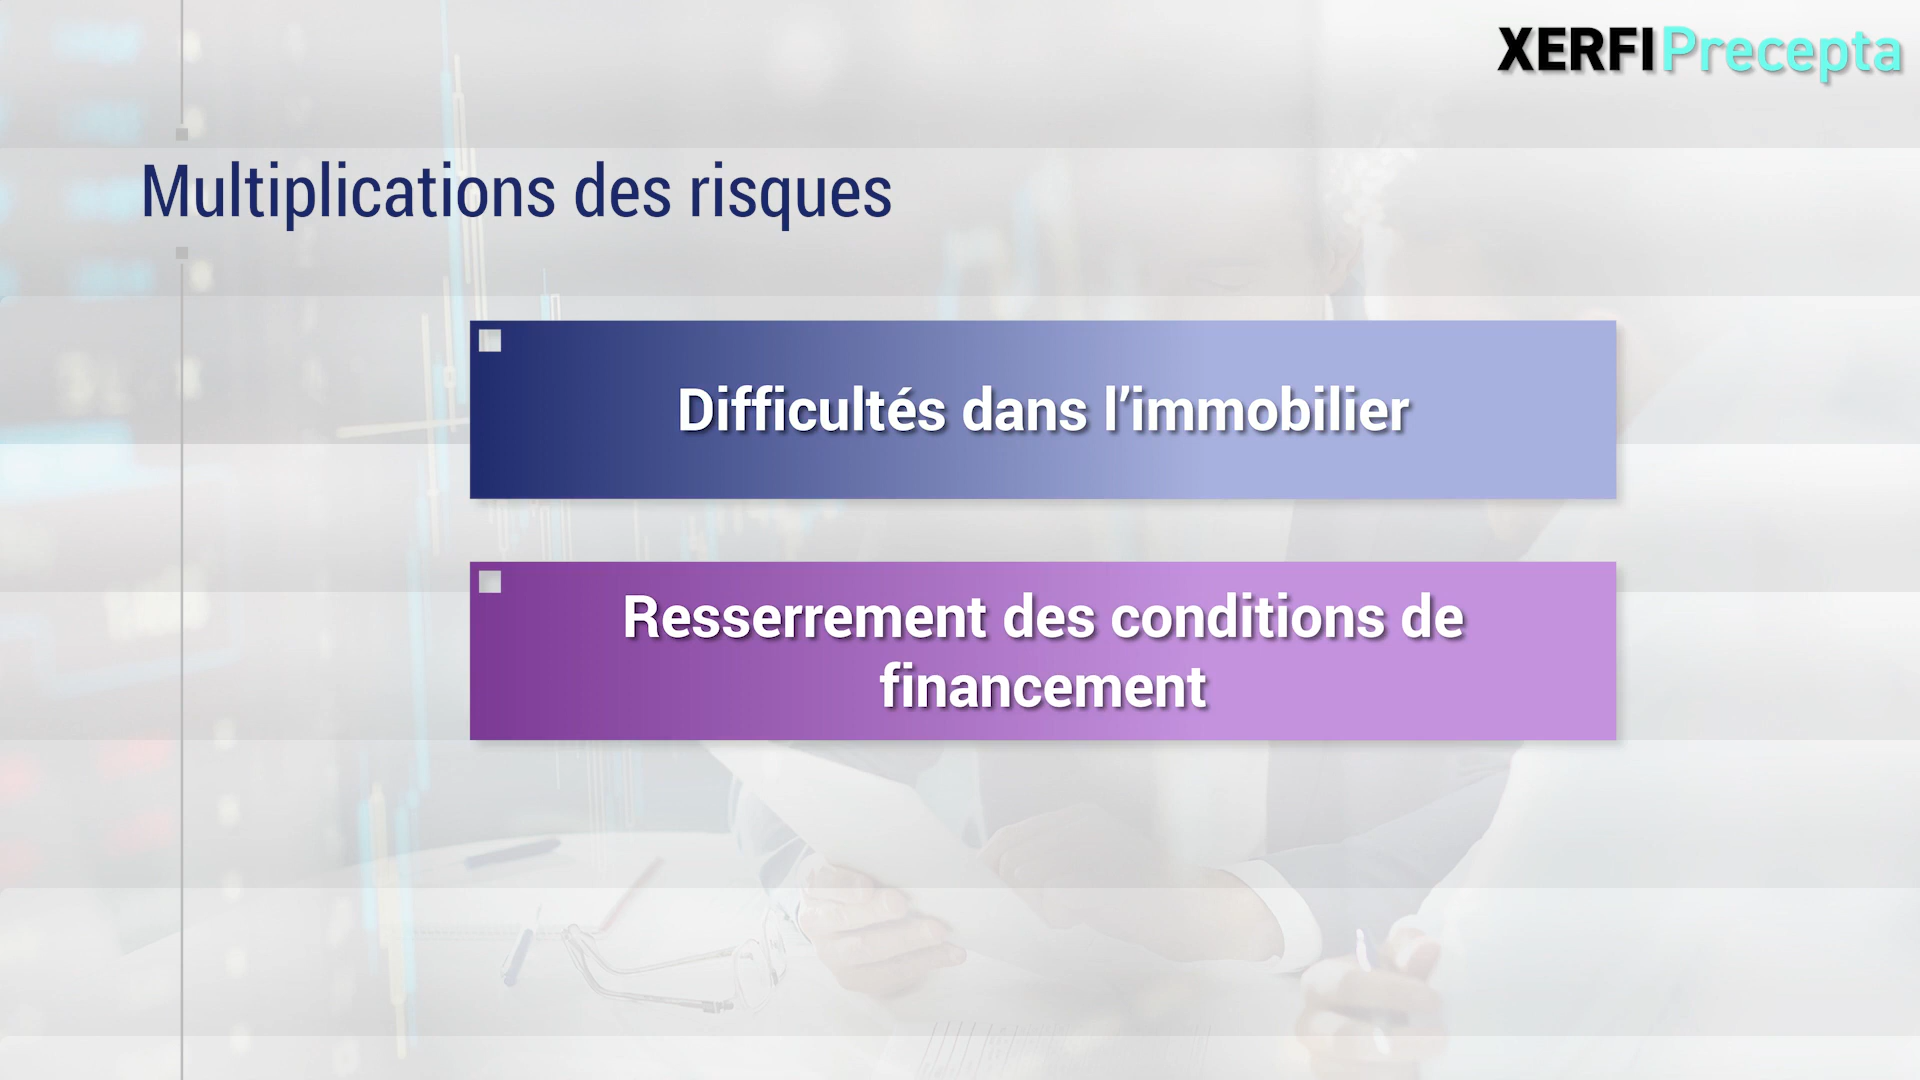 XERFI Precepta
Multiplications des risques
Difficultés dans l’immobilier
Resserrement des conditions de
financement